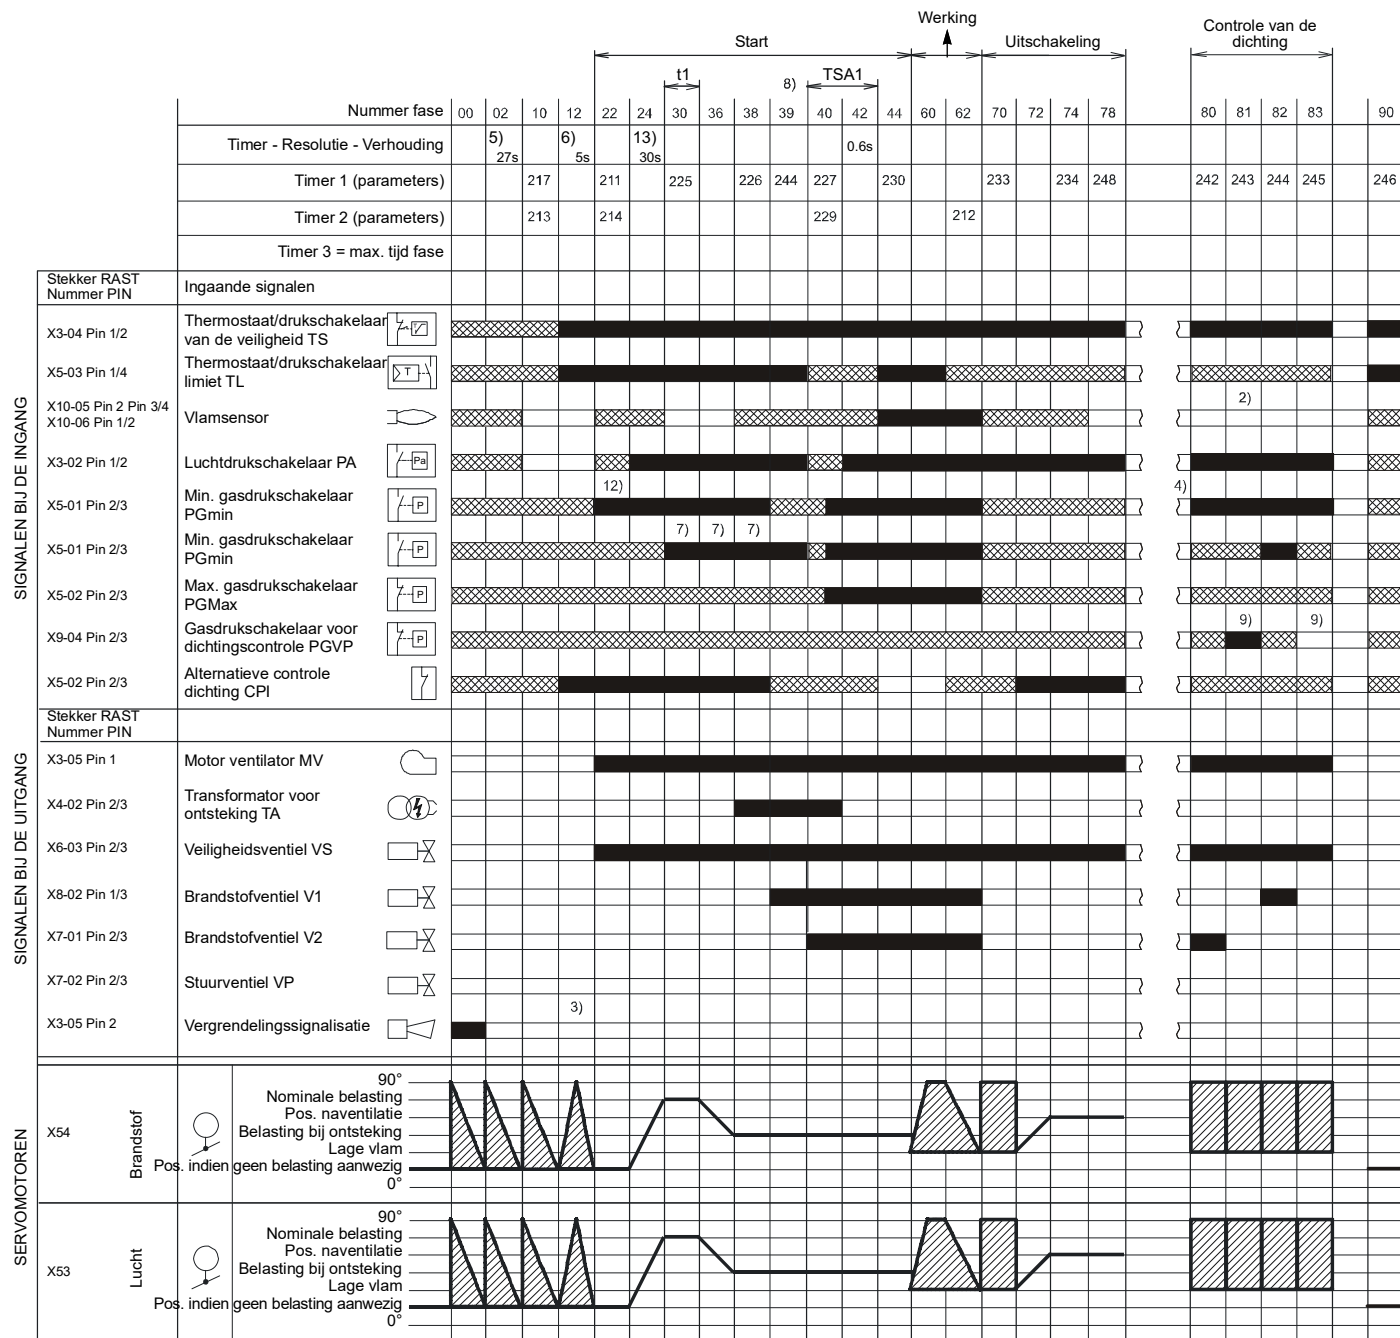 Werking
Start
Uitschakeling
Controle van de
dichting
t1
8)
TSA1
Nummer fase 00 02 10 12 22 24 30 36 38 39 40 42 44 60 62 70 72 74 78 80 81 82 83 90
Timer - Resolutie - Verhouding 5) 27s 6) 5s 13) 30s 0.6s
Timer 1 (parameters) 217 211 225 226 244 227 230 233 234 248 242 243 244 245 246
Timer 2 (parameters) 213 214 229 212
Timer 3 = max. tijd fase
Stekker RAST
Nummer PIN
Ingaande signalen
SIGNALEN BIJ DE INGANG
X3-04 Pin 1/2
Thermostaat/drukschakelaar
van de veiligheid TS
X5-03 Pin 1/4
Thermostaat/drukschakelaar
limiet TL
T
2)
X10-05 Pin 2 Pin 3/4
X10-06 Pin 1/2
Vlamsensor
X3-02 Pin 1/2
Luchtdrukschakelaar PA
Pa
12)
4)
X5-01 Pin 2/3
Min. gasdrukschakelaar
PGmin
P
7) 7) 7)
X5-01 Pin 2/3
Min. gasdrukschakelaar
PGmin
P
X5-02 Pin 2/3
Max. gasdrukschakelaar
PGMax
P
9) 9)
X9-04 Pin 2/3
Gasdrukschakelaar voor
dichtingscontrole PGVP
P
X5-02 Pin 2/3
Alternatieve controle
dichting CPI
Stekker RAST
Nummer PIN
SIGNALEN BIJ DE UITGANG
X3-05 Pin 1
Motor ventilator MV
X4-02 Pin 2/3
Transformator voor
ontsteking TA
X6-03 Pin 2/3
Veiligheidsventiel VS
X8-02 Pin 1/3
Brandstofventiel V1
X7-01 Pin 2/3
Brandstofventiel V2
X7-02 Pin 2/3
Stuurventiel VP
3)
X3-05 Pin 2
Vergrendelingssignalisatie
SERVOMOTOREN
X54
Brandstof
90°
Nominale belasting
Pos. naventilatie
Belasting bij ontsteking
Lage vlam
Pos. indien geen belasting aanwezig
0°
X53
Lucht
90°
Nominale belasting
Pos. naventilatie
Belasting bij ontsteking
Lage vlam
Pos. indien geen belasting aanwezig
0°